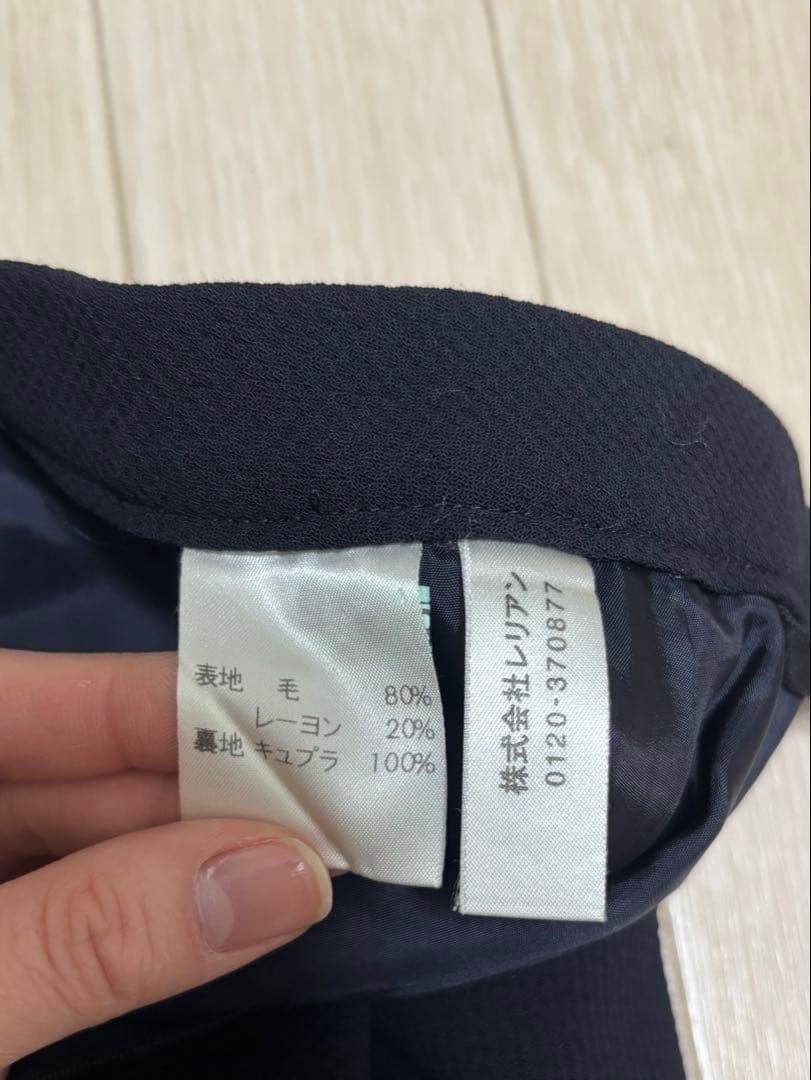 表地 毛 80%
レーヨン 20%
裏地 キュプラ 100%
株式会社レリアン
0120-370877